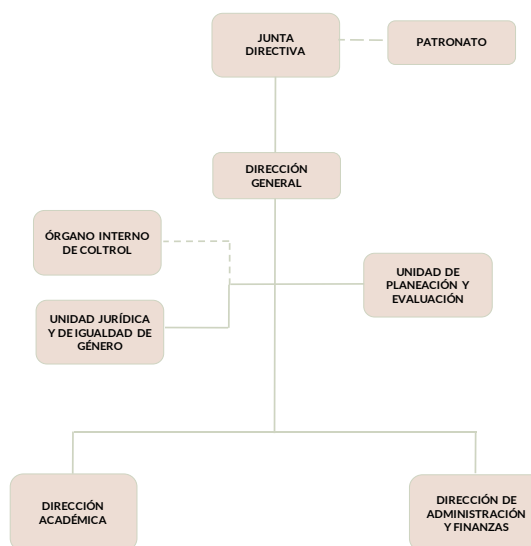 JUNTA
DIRECTIVA
PATRONATO
DIRECCIÓN
GENERAL
ÓRGANO INTERNO
DE COLTROL
UNIDAD DE
PLANEACIÓN Y
EVALUACIÓN
UNIDAD JURÍDICA
Y DE IGUALDAD DE
GÉNERO
DIRECCIÓN
ACADÉMICA
DIRECCIÓN DE
ADMINISTRACIÓN
Y FINANZAS